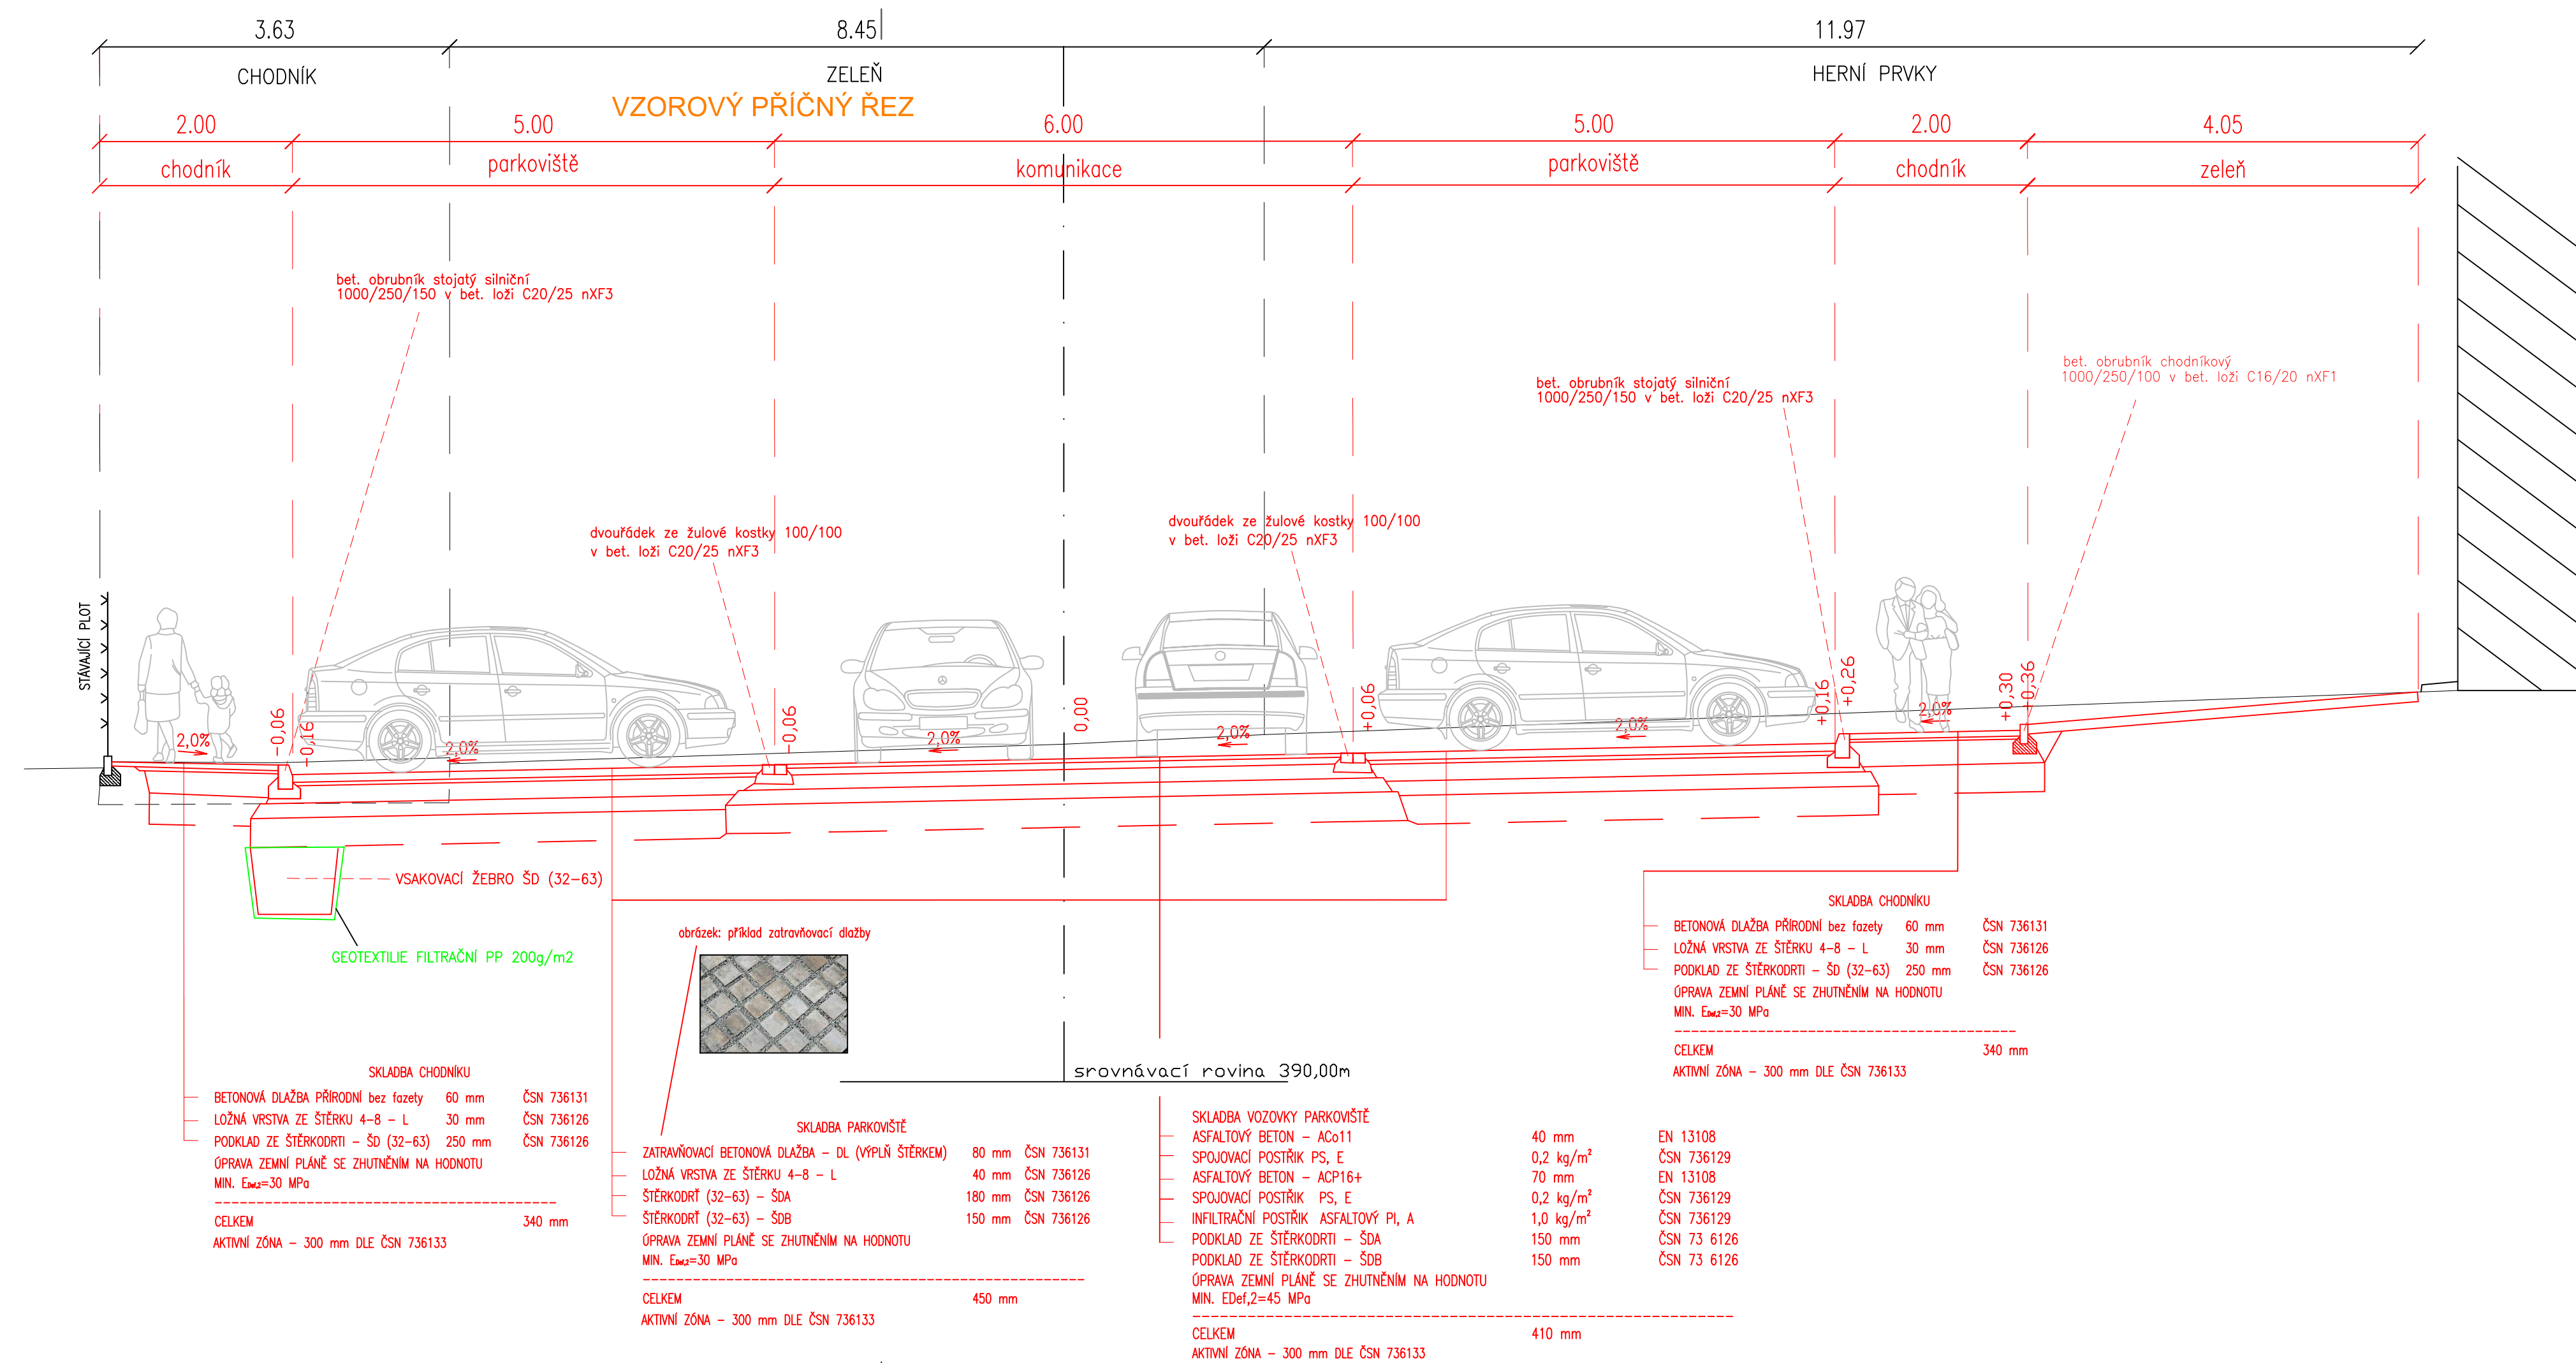 3.63
8.45
11.97
CHODNÍK
ZELEŇ
HERNÍ PRVKY
VZOROVÝ PŘÍČNÝ ŘEZ
2.00
5.00
6.00
5.00
2.00
4.05
chodník
parkoviště
komunikace
parkoviště
chodník
zeleň
bet. obrubník stojatý silniční
1000/250/150 v bet. loži C20/25 nXF3
bet. obrubník chodníkový
1000/250/100 v bet. loži C16/20 nXF1
bet. obrubník stojatý silniční
1000/250/150 v bet. loži C20/25 nXF3
dvouřádek ze žulové kostky 100/100
v bet. loži C20/25 nXF3
dvouřádek ze žulové kostky 100/100
v bet. loži C20/25 nXF3
STÁVAJÍCÍ PLOT
2,0%
-0,06
-0,16
2,0%
-0,06
2,0%
0,00
2,0%
+0,06
2,0%
+0,16
+0,26
2,0%
+0,30
+0,36
VSAKOVACÍ ŽEBRO ŠD (32-63)
GEOTEXTILIE FILTRAČNÍ PP 200g/m2
obrázek: příklad zatravňovací dlažby
srovnávací rovina 390,00m
SKLADBA CHODNÍKU
BETONOVÁ DLAŽBA PŘÍRODNÍ bez fazety 60 mm ČSN 736131
LOŽNÁ VRSTVA ZE ŠTĚRKU 4-8 - L 30 mm ČSN 736126
PODKLAD ZE ŠTĚRKODRTI - ŠD (32-63) 250 mm ČSN 736126
ÚPRAVA ZEMNÍ PLÁNĚ SE ZHUTNĚNÍM NA HODNOTU
MIN. EDef,2=30 MPa
CELKEM 340 mm
AKTIVNÍ ZÓNA - 300 mm DLE ČSN 736133
SKLADBA CHODNÍKU
BETONOVÁ DLAŽBA PŘÍRODNÍ bez fazety 60 mm ČSN 736131
LOŽNÁ VRSTVA ZE ŠTĚRKU 4-8 - L 30 mm ČSN 736126
PODKLAD ZE ŠTĚRKODRTI - ŠD (32-63) 250 mm ČSN 736126
ÚPRAVA ZEMNÍ PLÁNĚ SE ZHUTNĚNÍM NA HODNOTU
MIN. EDef,2=30 MPa
CELKEM 340 mm
AKTIVNÍ ZÓNA - 300 mm DLE ČSN 736133
SKLADBA PARKOVIŠTĚ
ZATRAVŇOVACÍ BETONOVÁ DLAŽBA - DL (VÝPLŇ ŠTĚRKEM) 80 mm ČSN 736131
LOŽNÁ VRSTVA ZE ŠTĚRKU 4-8 - L 40 mm ČSN 736126
ŠTĚRKODRŤ (32-63) - ŠDA 180 mm ČSN 736126
ŠTĚRKODRŤ (32-63) - ŠDB 150 mm ČSN 736126
ÚPRAVA ZEMNÍ PLÁNĚ SE ZHUTNĚNÍM NA HODNOTU
MIN. EDef,2=30 MPa
CELKEM 450 mm
AKTIVNÍ ZÓNA - 300 mm DLE ČSN 736133
SKLADBA VOZOVKY PARKOVIŠTĚ
ASFALTOVÝ BETON - ACo11 40 mm EN 13108
SPOJOVACÍ POSTŘIK PS, E 0,2 kg/m² ČSN 736129
ASFALTOVÝ BETON - ACP16+ 70 mm EN 13108
SPOJOVACÍ POSTŘIK PS, E 0,2 kg/m² ČSN 736129
INFILTRAČNÍ POSTŘIK ASFALTOVÝ PI, A 1,0 kg/m² ČSN 736129
PODKLAD ZE ŠTĚRKODRTI - ŠDA 150 mm ČSN 73 6126
PODKLAD ZE ŠTĚRKODRTI - ŠDB 150 mm ČSN 73 6126
ÚPRAVA ZEMNÍ PLÁNĚ SE ZHUTNĚNÍM NA HODNOTU
MIN. EDef,2=45 MPa
CELKEM 410 mm
AKTIVNÍ ZÓNA - 300 mm DLE ČSN 736133